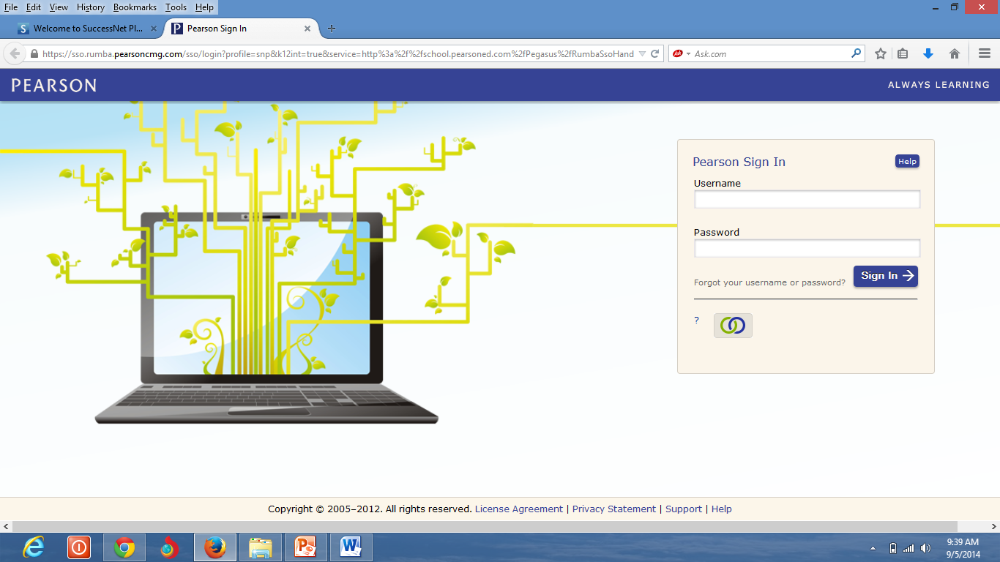 File Edit View History Bookmarks Tools Help
Welcome to SuccessNet Pl... × Pearson Sign In ×
https://sso.rumba.pearsoncmg.com/sso/login?profile=snp&k12int=true&service=http%3a%2f%2fschool.pearsoned.com%2fPegasus%2fRumbaSsoHand
Ask.com
PEARSON
ALWAYS LEARNING
Pearson Sign In
Help
Username
Password
Forgot your username or password?
Sign In
?
Copyright © 2005–2012. All rights reserved. License Agreement | Privacy Statement | Support | Help
9:39 AM
9/5/2014